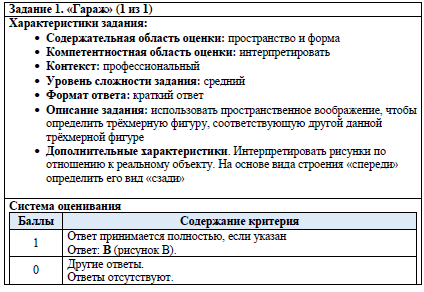 Задание 1. «Гараж» (1 из 1)
Характеристики задания:
• Содержательная область оценки: пространство и форма
• Компетентностная область оценки: интерпретировать
• Контекст: профессиональный
• Уровень сложности задания: средний
• Формат ответа: краткий ответ
• Описание задания: использовать пространственное воображение, чтобы
определить трёхмерную фигуру, соответствующую другой данной
трёхмерной фигуре
• Дополнительные характеристики. Интерпретировать рисунки по
отношению к реальному объекту. На основе вида строения «спереди»
определить его вид «сзади»
Система оценивания
Баллы Содержание критерия
1 Ответ принимается полностью, если указан
Ответ: В (рисунок В).
0 Другие ответы.
Ответы отсутствуют.